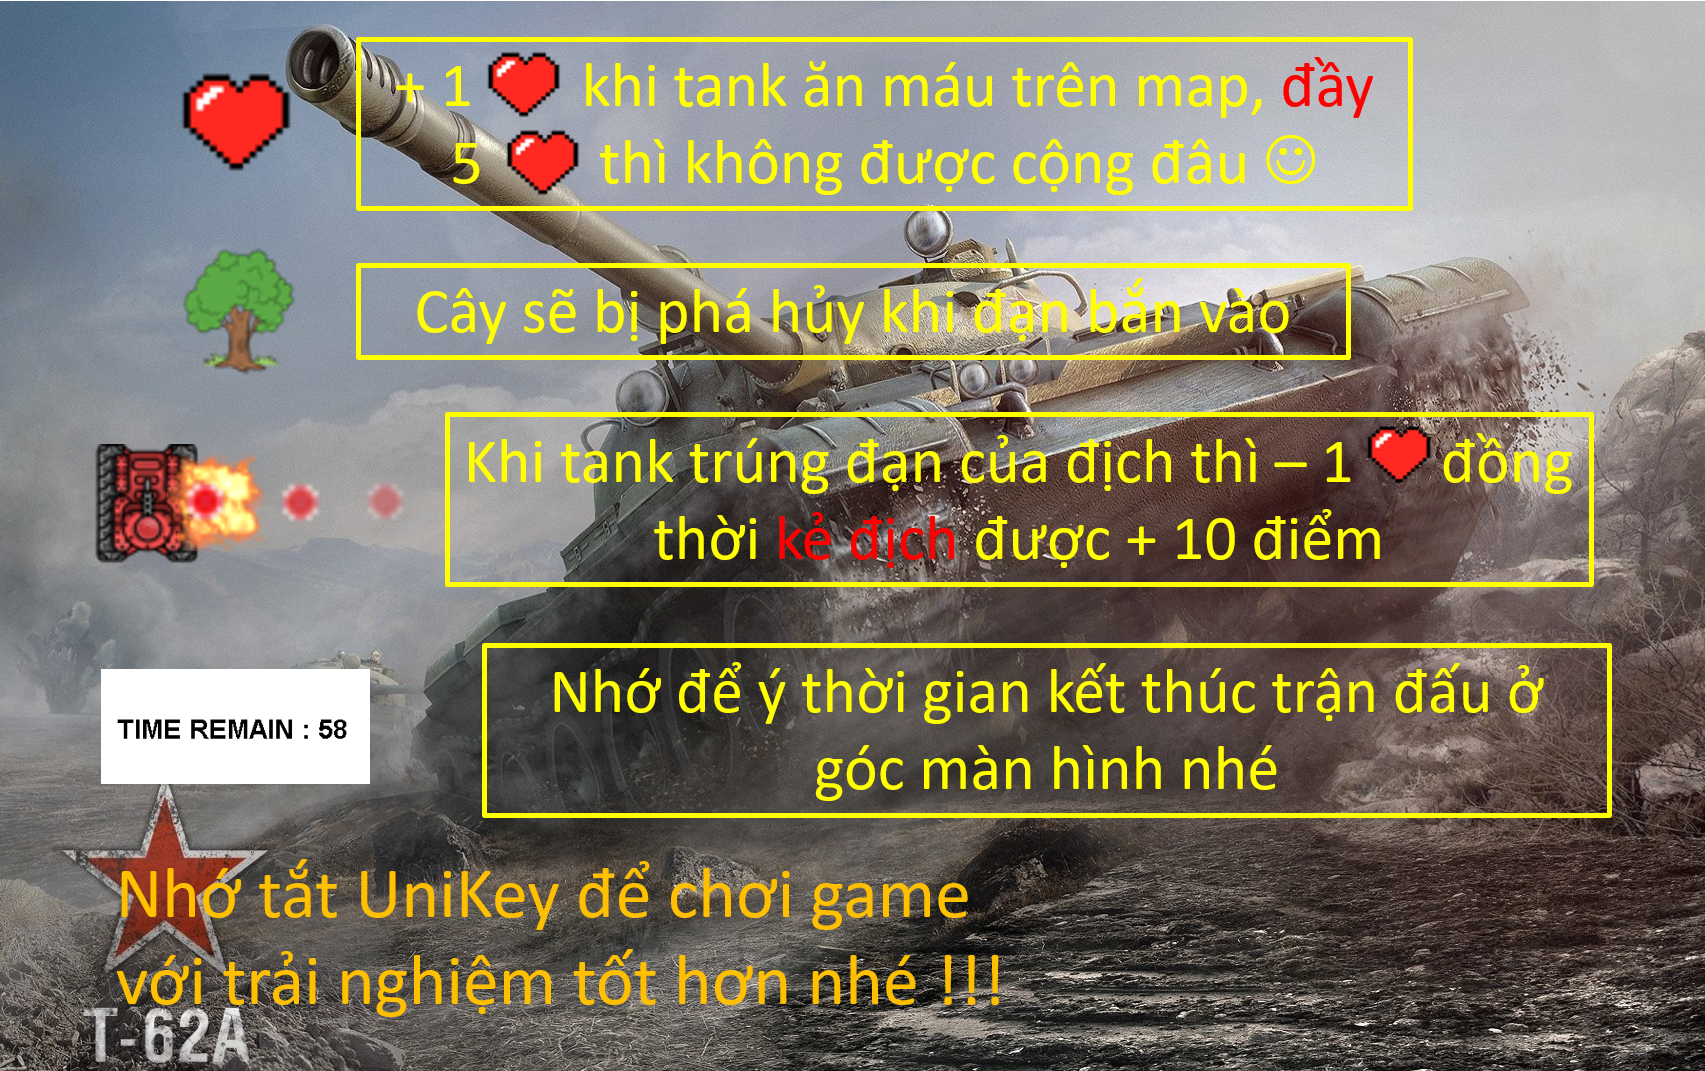 + 1 khi tank ăn máu trên map, đầy
5 thì không được cộng đâu ☺
Cây sẽ bị phá hủy khi đạn bắn vào
Khi tank trúng đạn của địch thì – 1 đồng
thời kẻ địch được + 10 điểm
TIME REMAIN : 58
Nhớ để ý thời gian kết thúc trận đấu ở
góc màn hình nhé
Nhớ tắt UniKey để chơi game
với trải nghiệm tốt hơn nhé !!!
T-62A